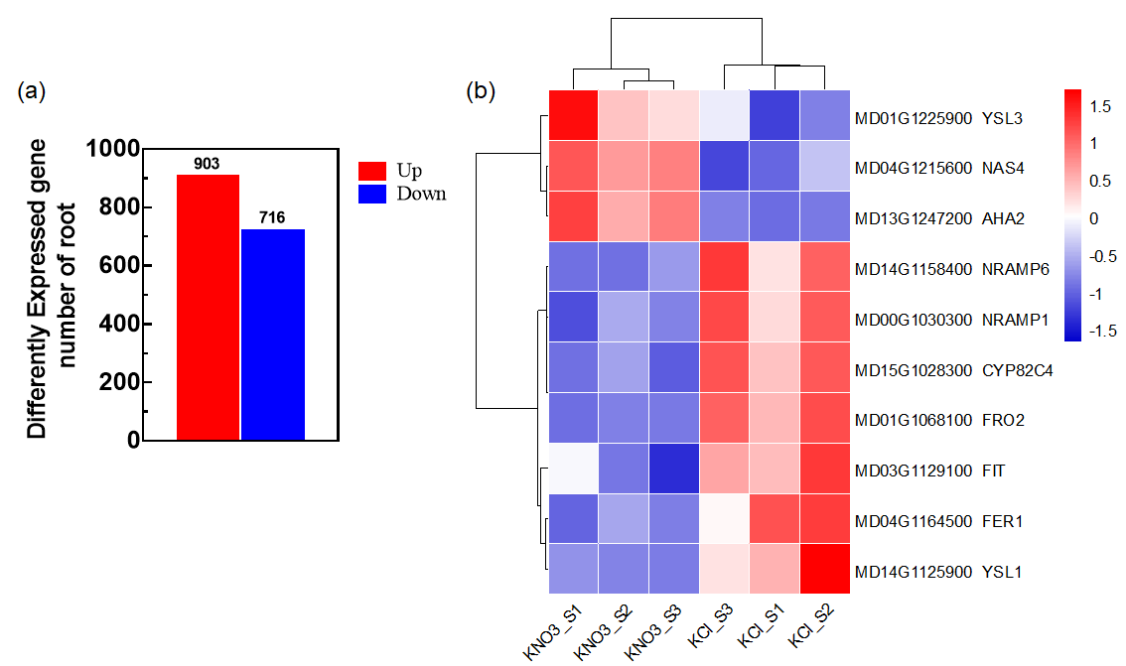 (a)
Differently Expressed gene
number of root
1000
800
600
400
200
0
903
716
Up
Down
(b)
MD01G1225900 YSL3
MD04G1215600 NAS4
MD13G1247200 AHA2
MD14G1158400 NRAMP6
MD00G1030300 NRAMP1
MD15G1028300 CYP82C4
MD01G1068100 FRO2
MD03G1129100 FIT
MD04G1164500 FER1
MD14G1125900 YSL1
KNO3_S1
KNO3_S2
KNO3_S3
KCl_S3
KCl_S1
KCl_S2
1.5
1
0.5
0
-0.5
-1
-1.5